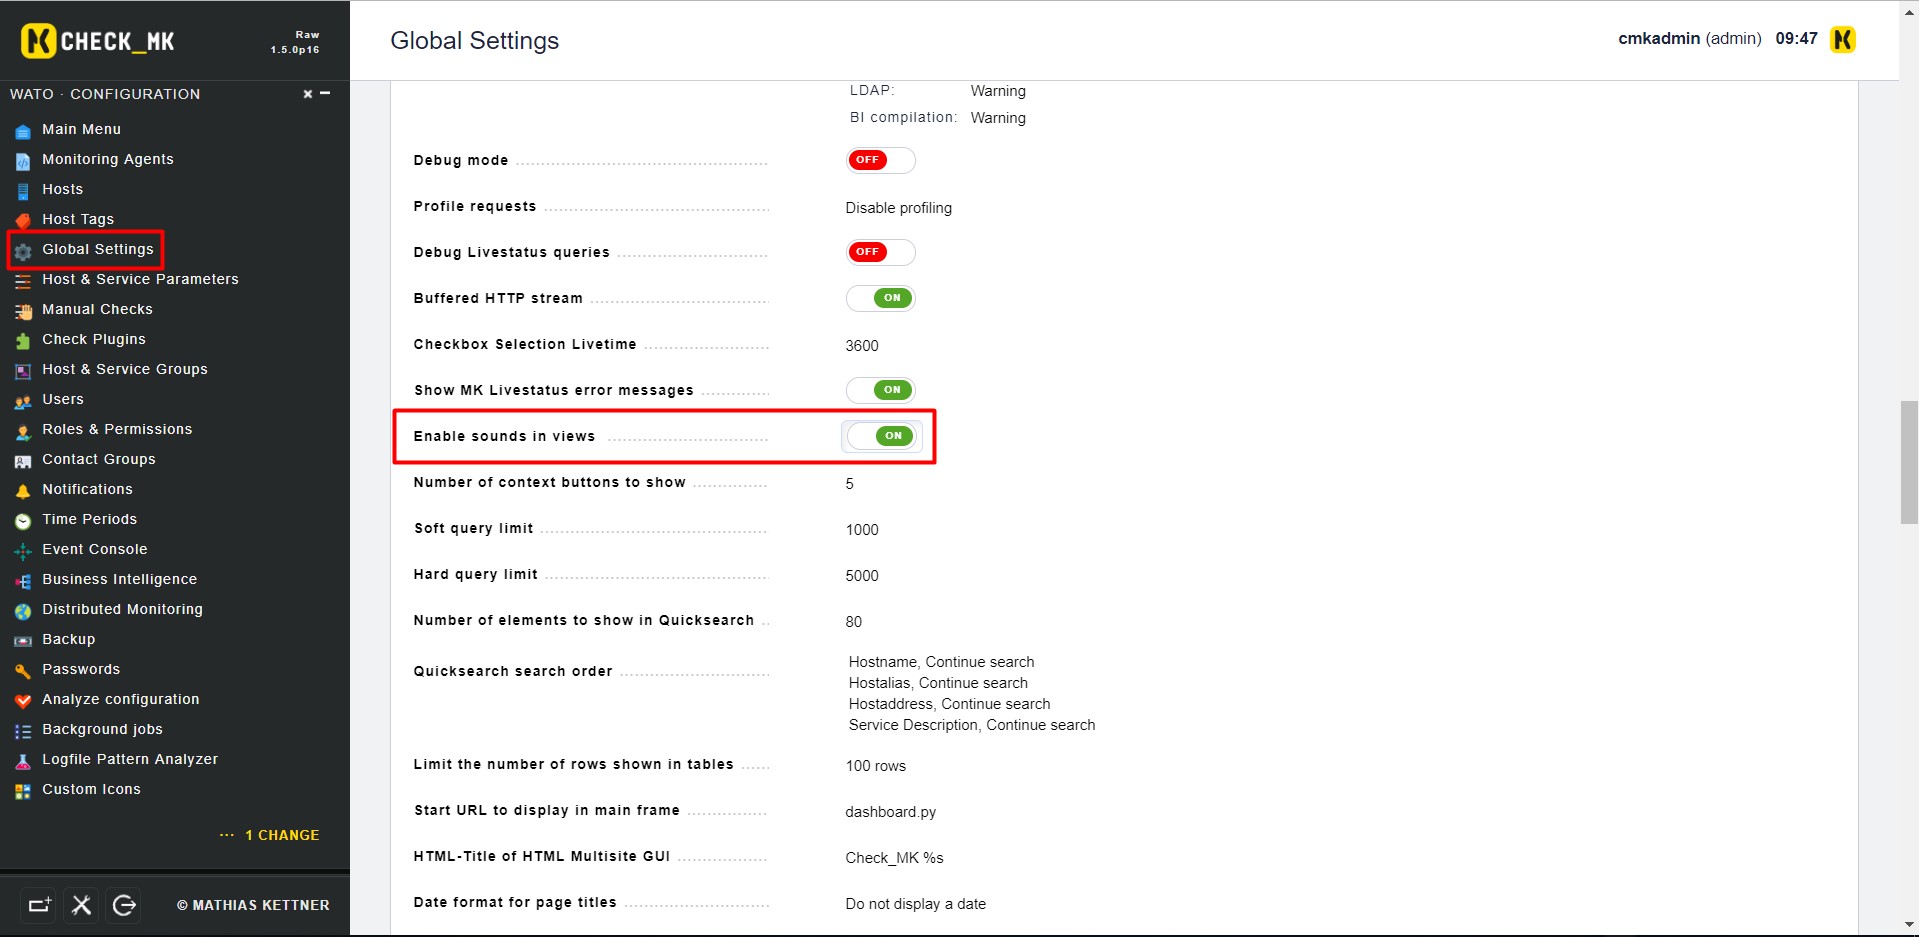 CHECK_MK
Raw
1.5.0p16
Global Settings
cmkadmin (admin) 09:47
WATO · CONFIGURATION
Main Menu
Monitoring Agents
Hosts
Host Tags
Global Settings
Host & Service Parameters
Manual Checks
Check Plugins
Host & Service Groups
Users
Roles & Permissions
Contact Groups
Notifications
Time Periods
Event Console
Business Intelligence
Distributed Monitoring
Backup
Passwords
Analyze configuration
Background jobs
Logfile Pattern Analyzer
Custom Icons
··· 1 CHANGE
© MATHIAS KETTNER
LDAP: Warning
BI compilation: Warning
Debug mode OFF
Profile requests Disable profiling
Debug Livestatus queries OFF
Buffered HTTP stream ON
Checkbox Selection Livetime 3600
Show MK Livestatus error messages ON
Enable sounds in views ON
Number of context buttons to show 5
Soft query limit 1000
Hard query limit 5000
Number of elements to show in Quicksearch 80
Quicksearch search order
Hostname, Continue search
Hostalias, Continue search
Hostaddress, Continue search
Service Description, Continue search
Limit the number of rows shown in tables 100 rows
Start URL to display in main frame dashboard.py
HTML-Title of HTML Multisite GUI Check_MK %s
Date format for page titles Do not display a date